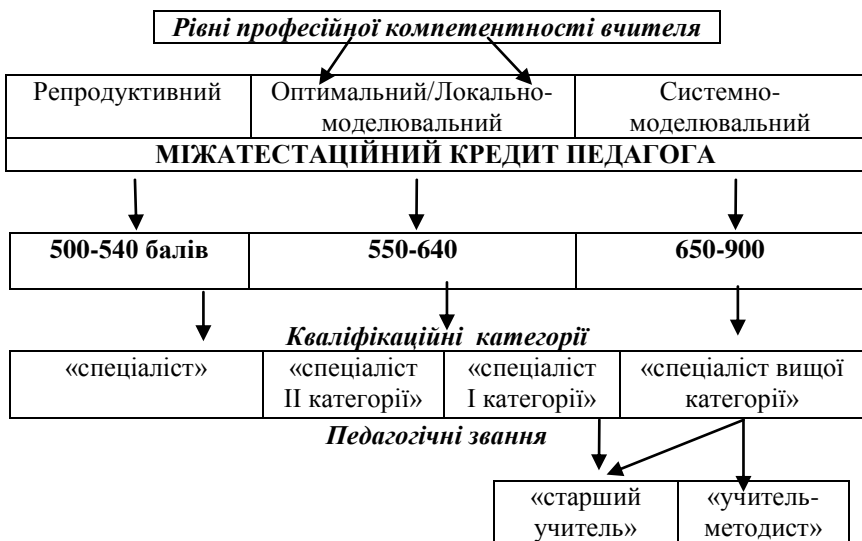 Рівні професійної компетентності вчителя
Репродуктивний
Оптимальний/Локально-
моделювальний
Системно-
моделювальний
МІЖАТЕСТАЦІЙНИЙ КРЕДИТ ПЕДАГОГА
500-540 балів
550-640
650-900
Кваліфікаційні категорії
«спеціаліст»
«спеціаліст
ІІ категорії»
«спеціаліст
І категорії»
«спеціаліст вищої
категорії»
Педагогічні звання
«старший
учитель»
«учитель-
методист»